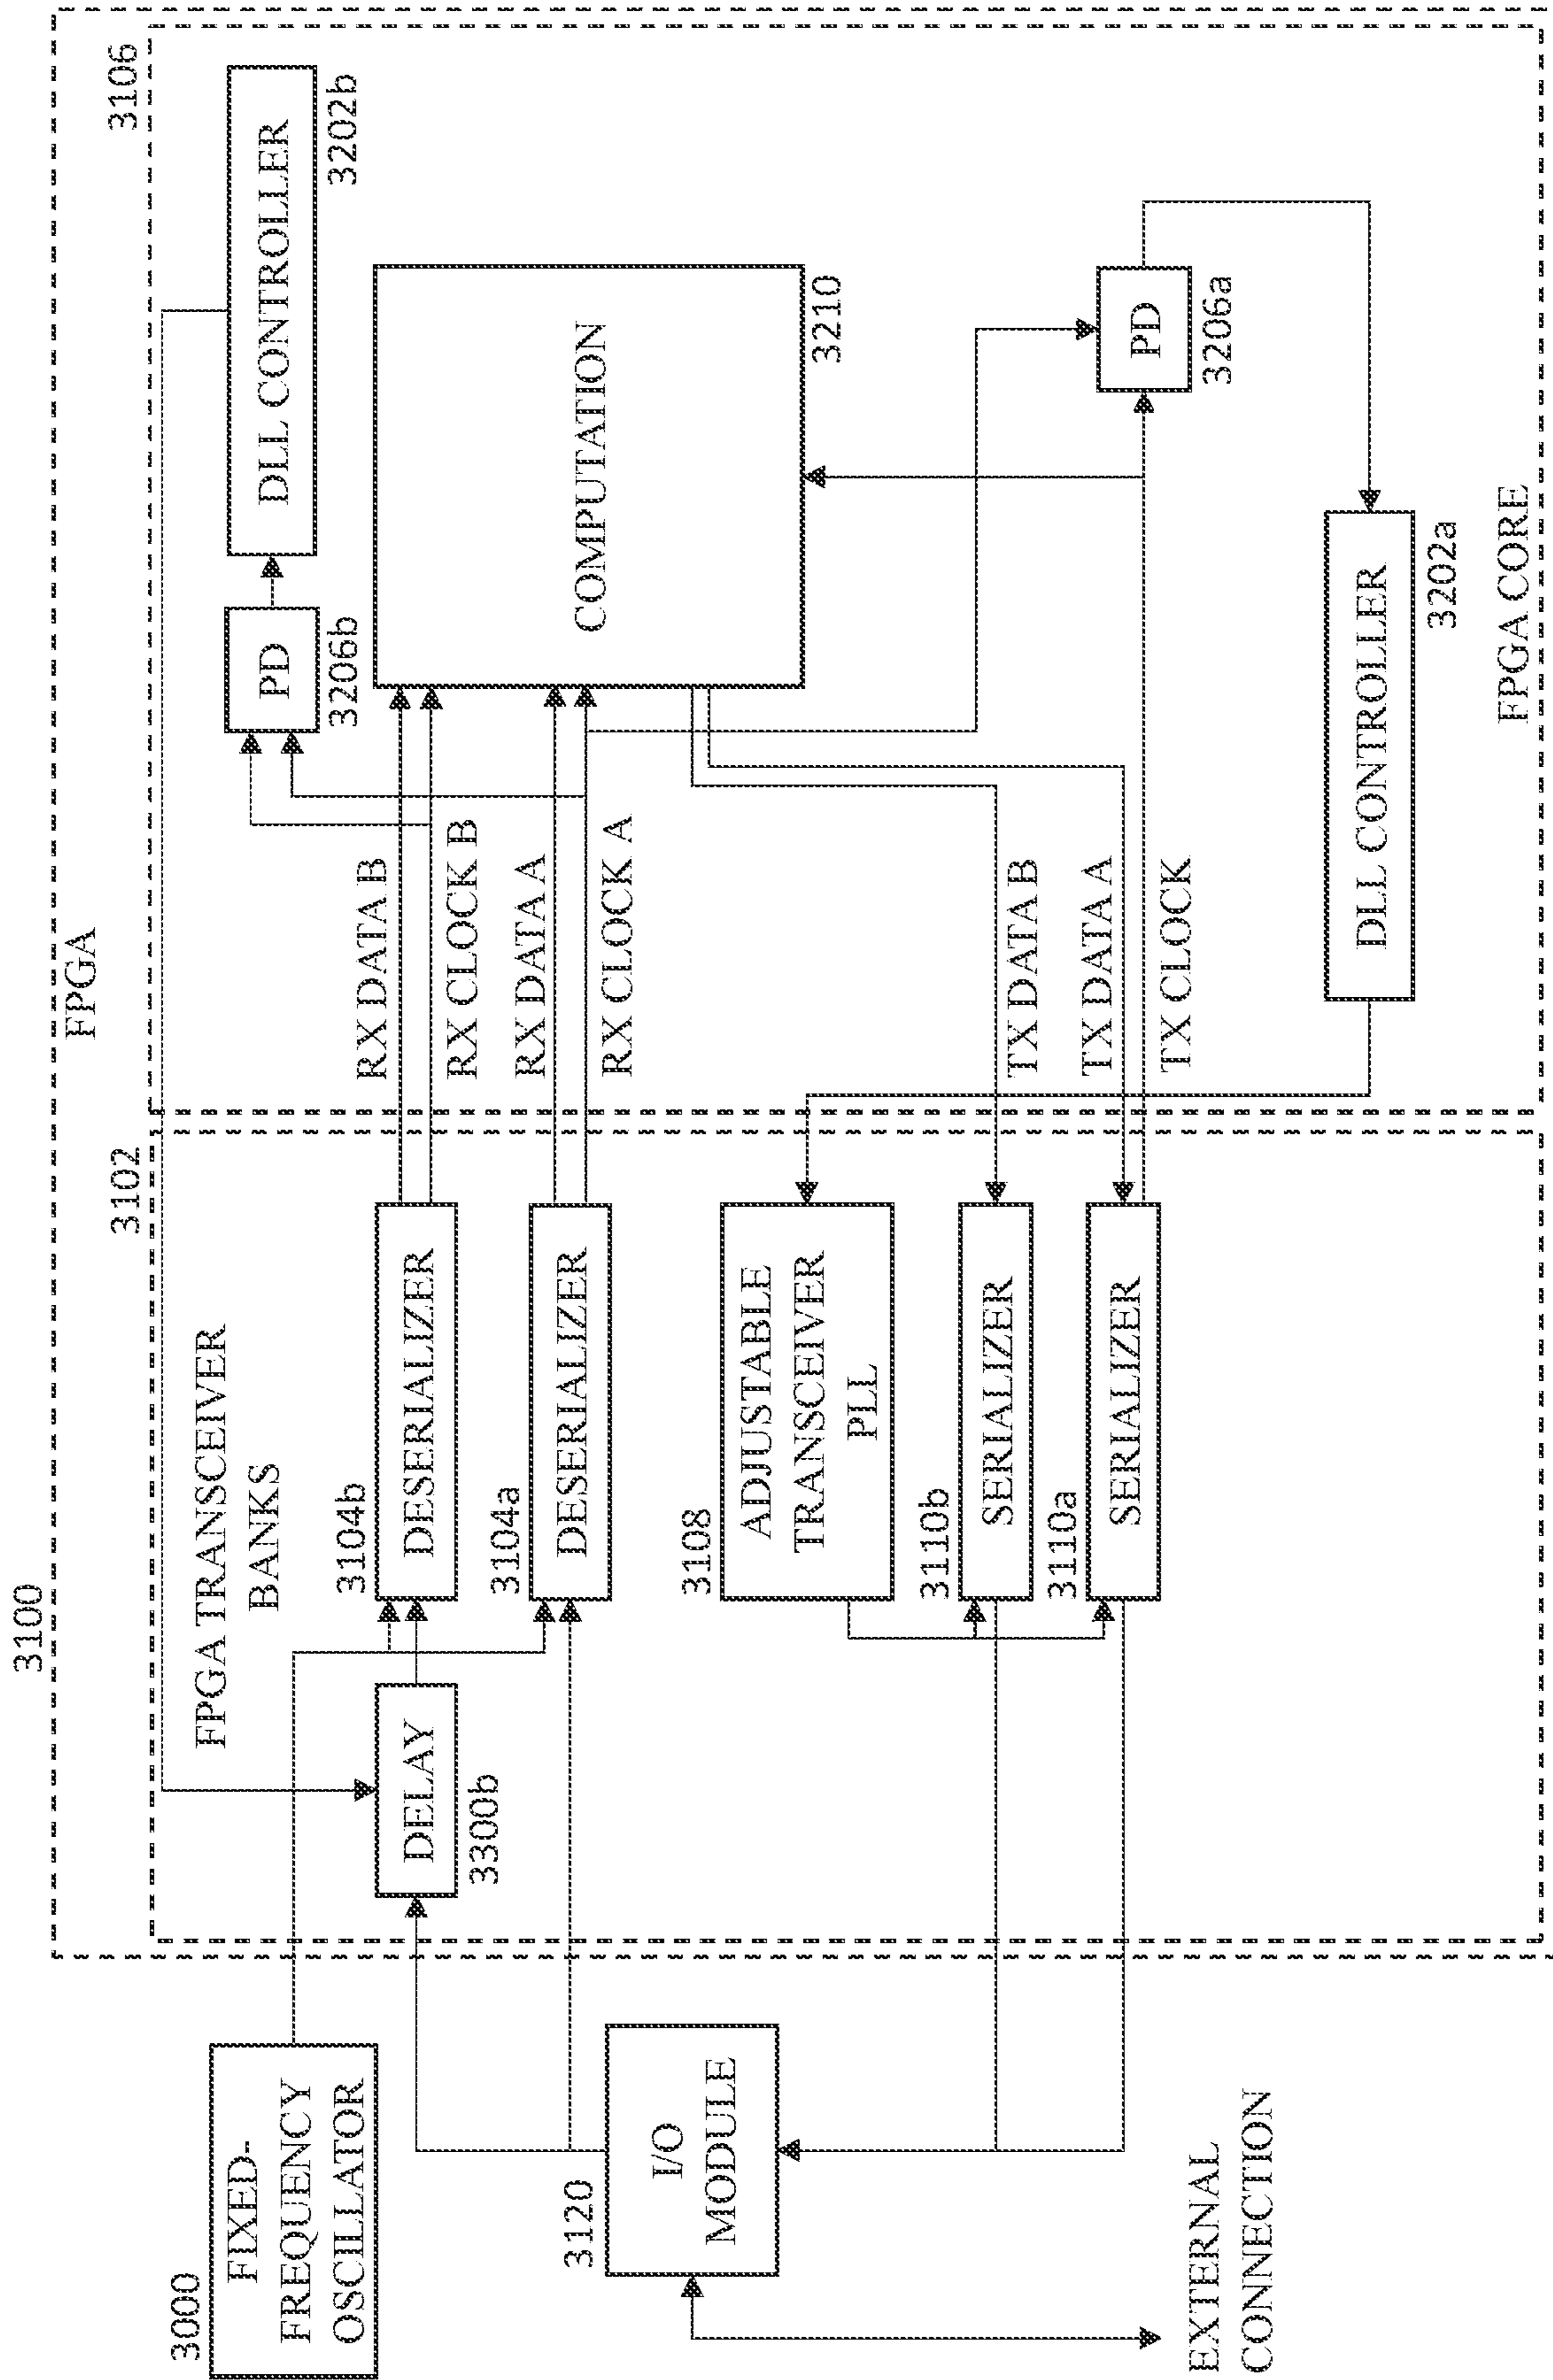 3100
FPGA
3102
3106
FPGA TRANSCEIVER
BANKS
3000
FIXED-
FREQUENCY
OSCILLATOR
DELAY
3300b
3104b
DESERIALIZER
3104a
DESERIALIZER
RX DATA B
RX CLOCK B
RX DATA A
RX CLOCK A
PD
3206b
DLL CONTROLLER
3202b
COMPUTATION
3210
3120
I/O
MODULE
3108
ADJUSTABLE
TRANSCEIVER
PLL
3110b
SERIALIZER
3110a
SERIALIZER
TX DATA B
TX DATA A
TX CLOCK
PD
3206a
EXTERNAL
CONNECTION
DLL CONTROLLER
3202a
FPGA CORE